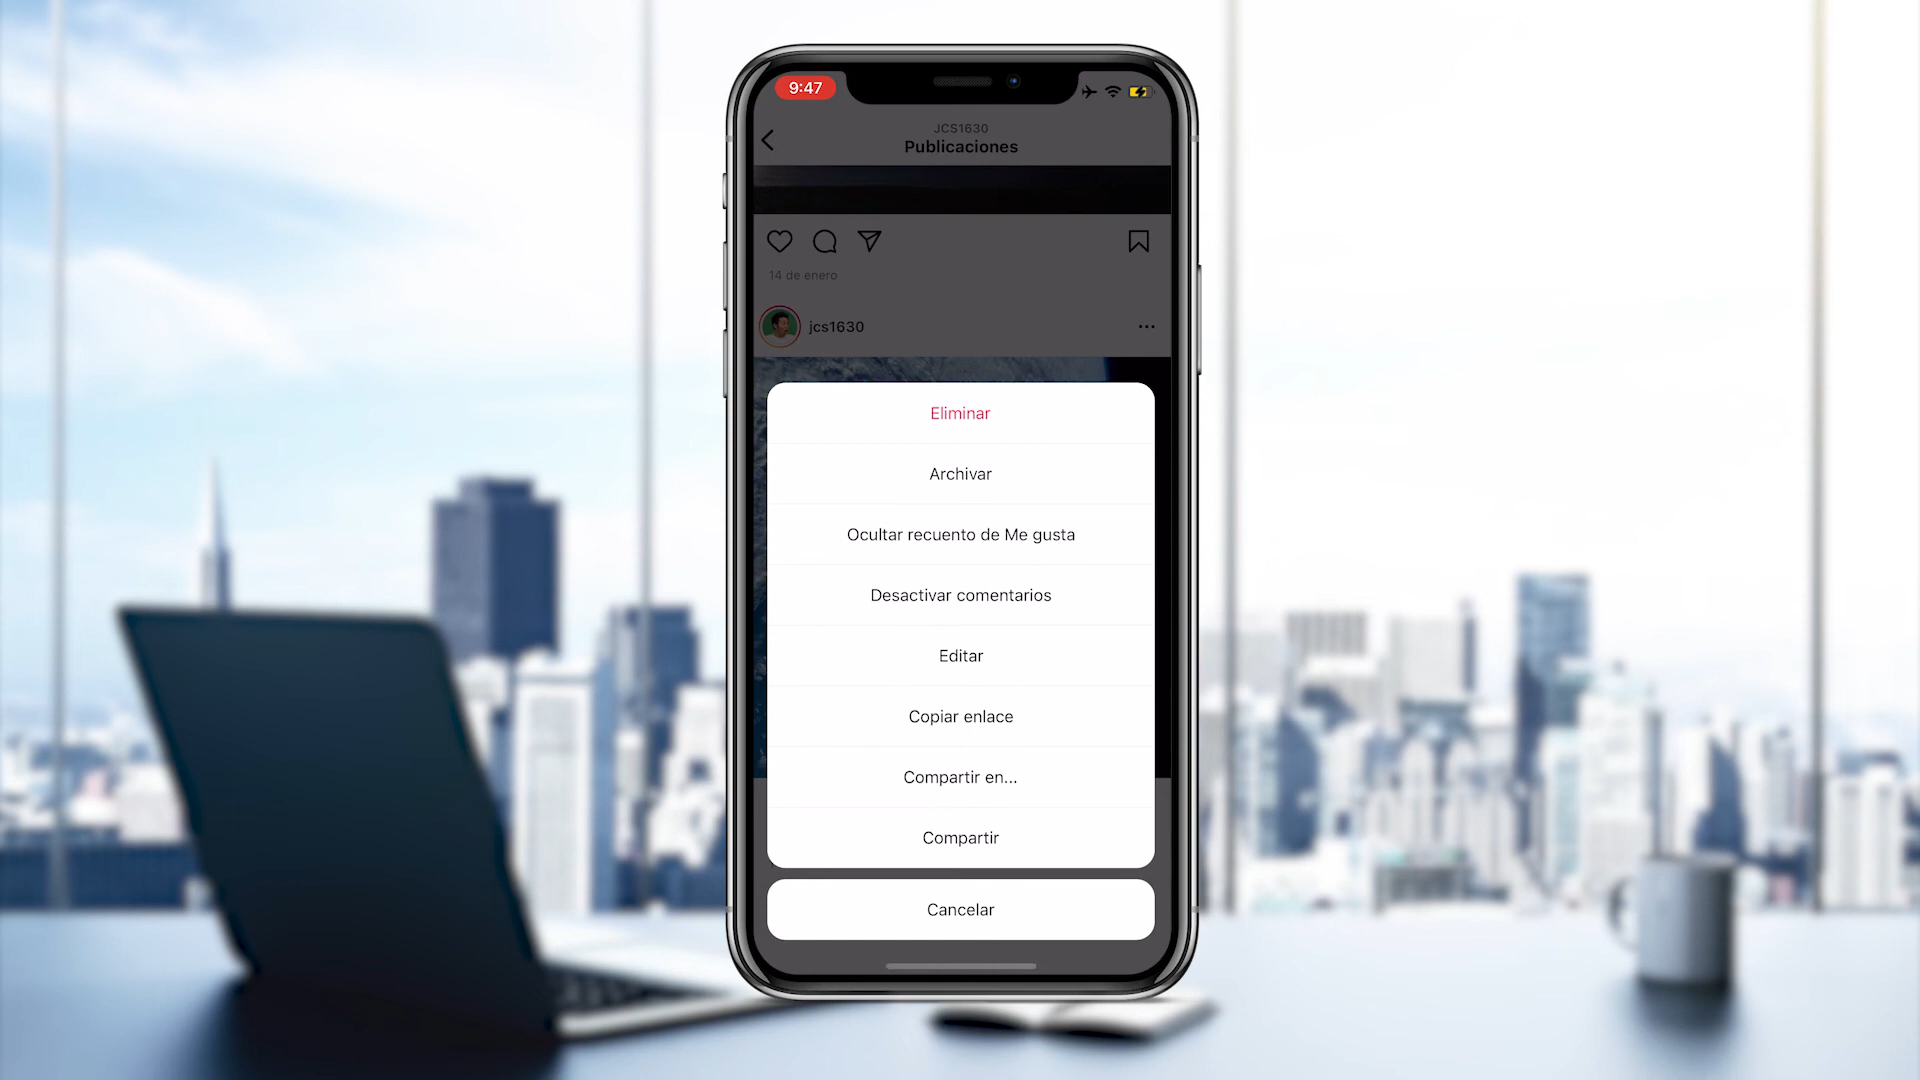 9:47
JCS1630
Publicaciones
14 de enero
jcs1630
Eliminar
Archivar
Ocultar recuento de Me gusta
Desactivar comentarios
Editar
Copiar enlace
Compartir en...
Compartir
Cancelar